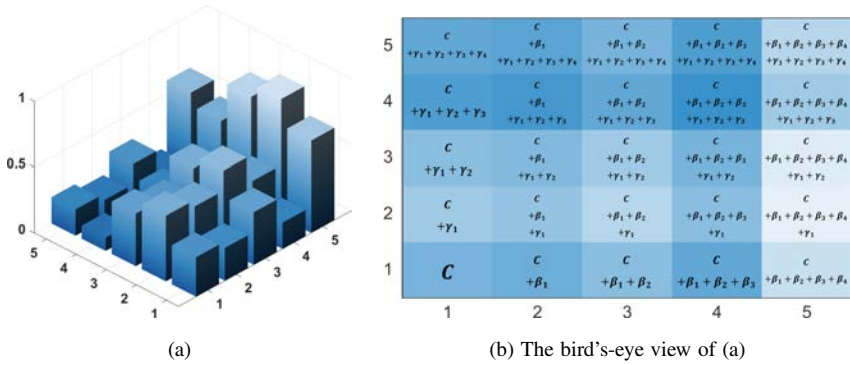 1
0.5
0
5
4
3
2
1
1
2
3
4
5
(a)
5
C
+γ₁ + γ₂ + γ₃ + γ₄
C
+β₁
+γ₁ + γ₂ + γ₃ + γ₄
C
+β₁ + β₂
+γ₁ + γ₂ + γ₃ + γ₄
C
+β₁ + β₂ + β₃
+γ₁ + γ₂ + γ₃ + γ₄
C
+β₁ + β₂ + β₃ + β₄
+γ₁ + γ₂ + γ₃ + γ₄
4
C
+γ₁ + γ₂ + γ₃
C
+β₁
+γ₁ + γ₂ + γ₃
C
+β₁ + β₂
+γ₁ + γ₂ + γ₃
C
+β₁ + β₂ + β₃
+γ₁ + γ₂ + γ₃
C
+β₁ + β₂ + β₃ + β₄
+γ₁ + γ₂ + γ₃
3
C
+γ₁ + γ₂
C
+β₁
+γ₁ + γ₂
C
+β₁ + β₂
+γ₁ + γ₂
C
+β₁ + β₂ + β₃
+γ₁ + γ₂
C
+β₁ + β₂ + β₃ + β₄
+γ₁ + γ₂
2
C
+γ₁
C
+β₁
+γ₁
C
+β₁ + β₂
+γ₁
C
+β₁ + β₂ + β₃
+γ₁
C
+β₁ + β₂ + β₃ + β₄
+γ₁
1
C
C
+β₁
C
+β₁ + β₂
C
+β₁ + β₂ + β₃
C
+β₁ + β₂ + β₃ + β₄
1 2 3 4 5
(b) The bird's-eye view of (a)